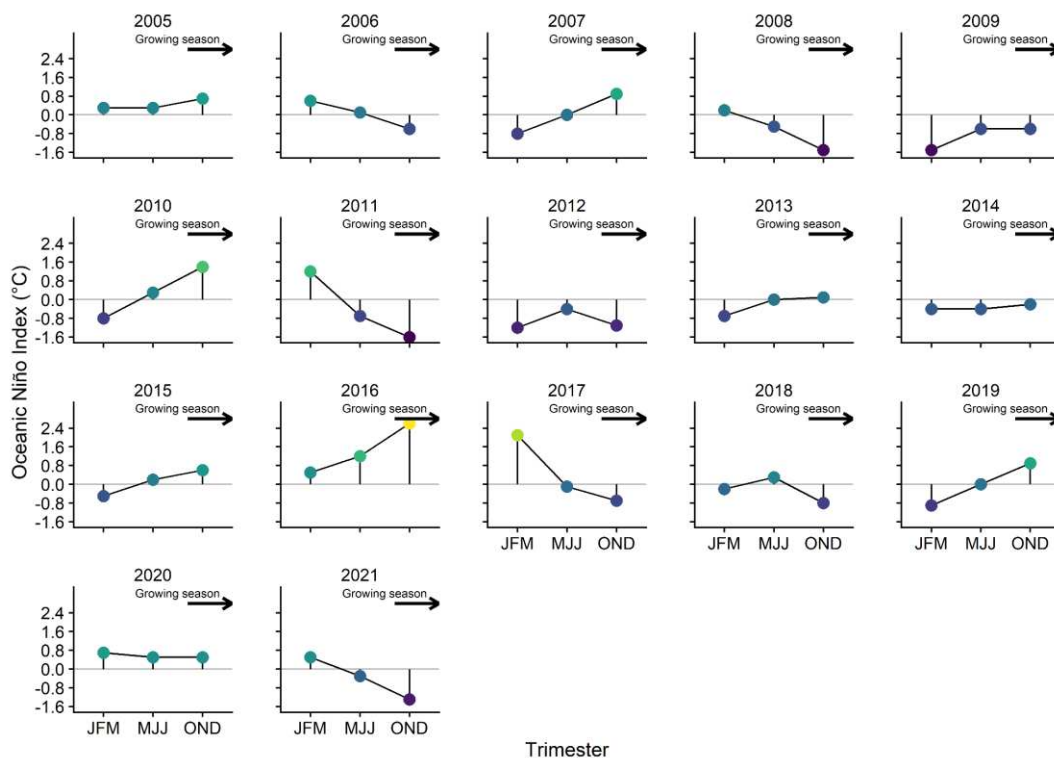 2005 2006 2007 2008 2009
Growing season Growing season Growing season Growing season Growing season
2.4
1.6
0.8
0.0
-0.8
-1.6
2010 2011 2012 2013 2014
Growing season Growing season Growing season Growing season Growing season
2.4
1.6
0.8
0.0
-0.8
-1.6
Oceanic Niño Index (°C)
2015 2016 2017 2018 2019
Growing season Growing season Growing season Growing season Growing season
2.4
1.6
0.8
0.0
-0.8
-1.6
JFM MJJ OND JFM MJJ OND JFM MJJ OND
2020 2021
Growing season Growing season
2.4
1.6
0.8
0.0
-0.8
-1.6
JFM MJJ OND JFM MJJ OND
Trimester